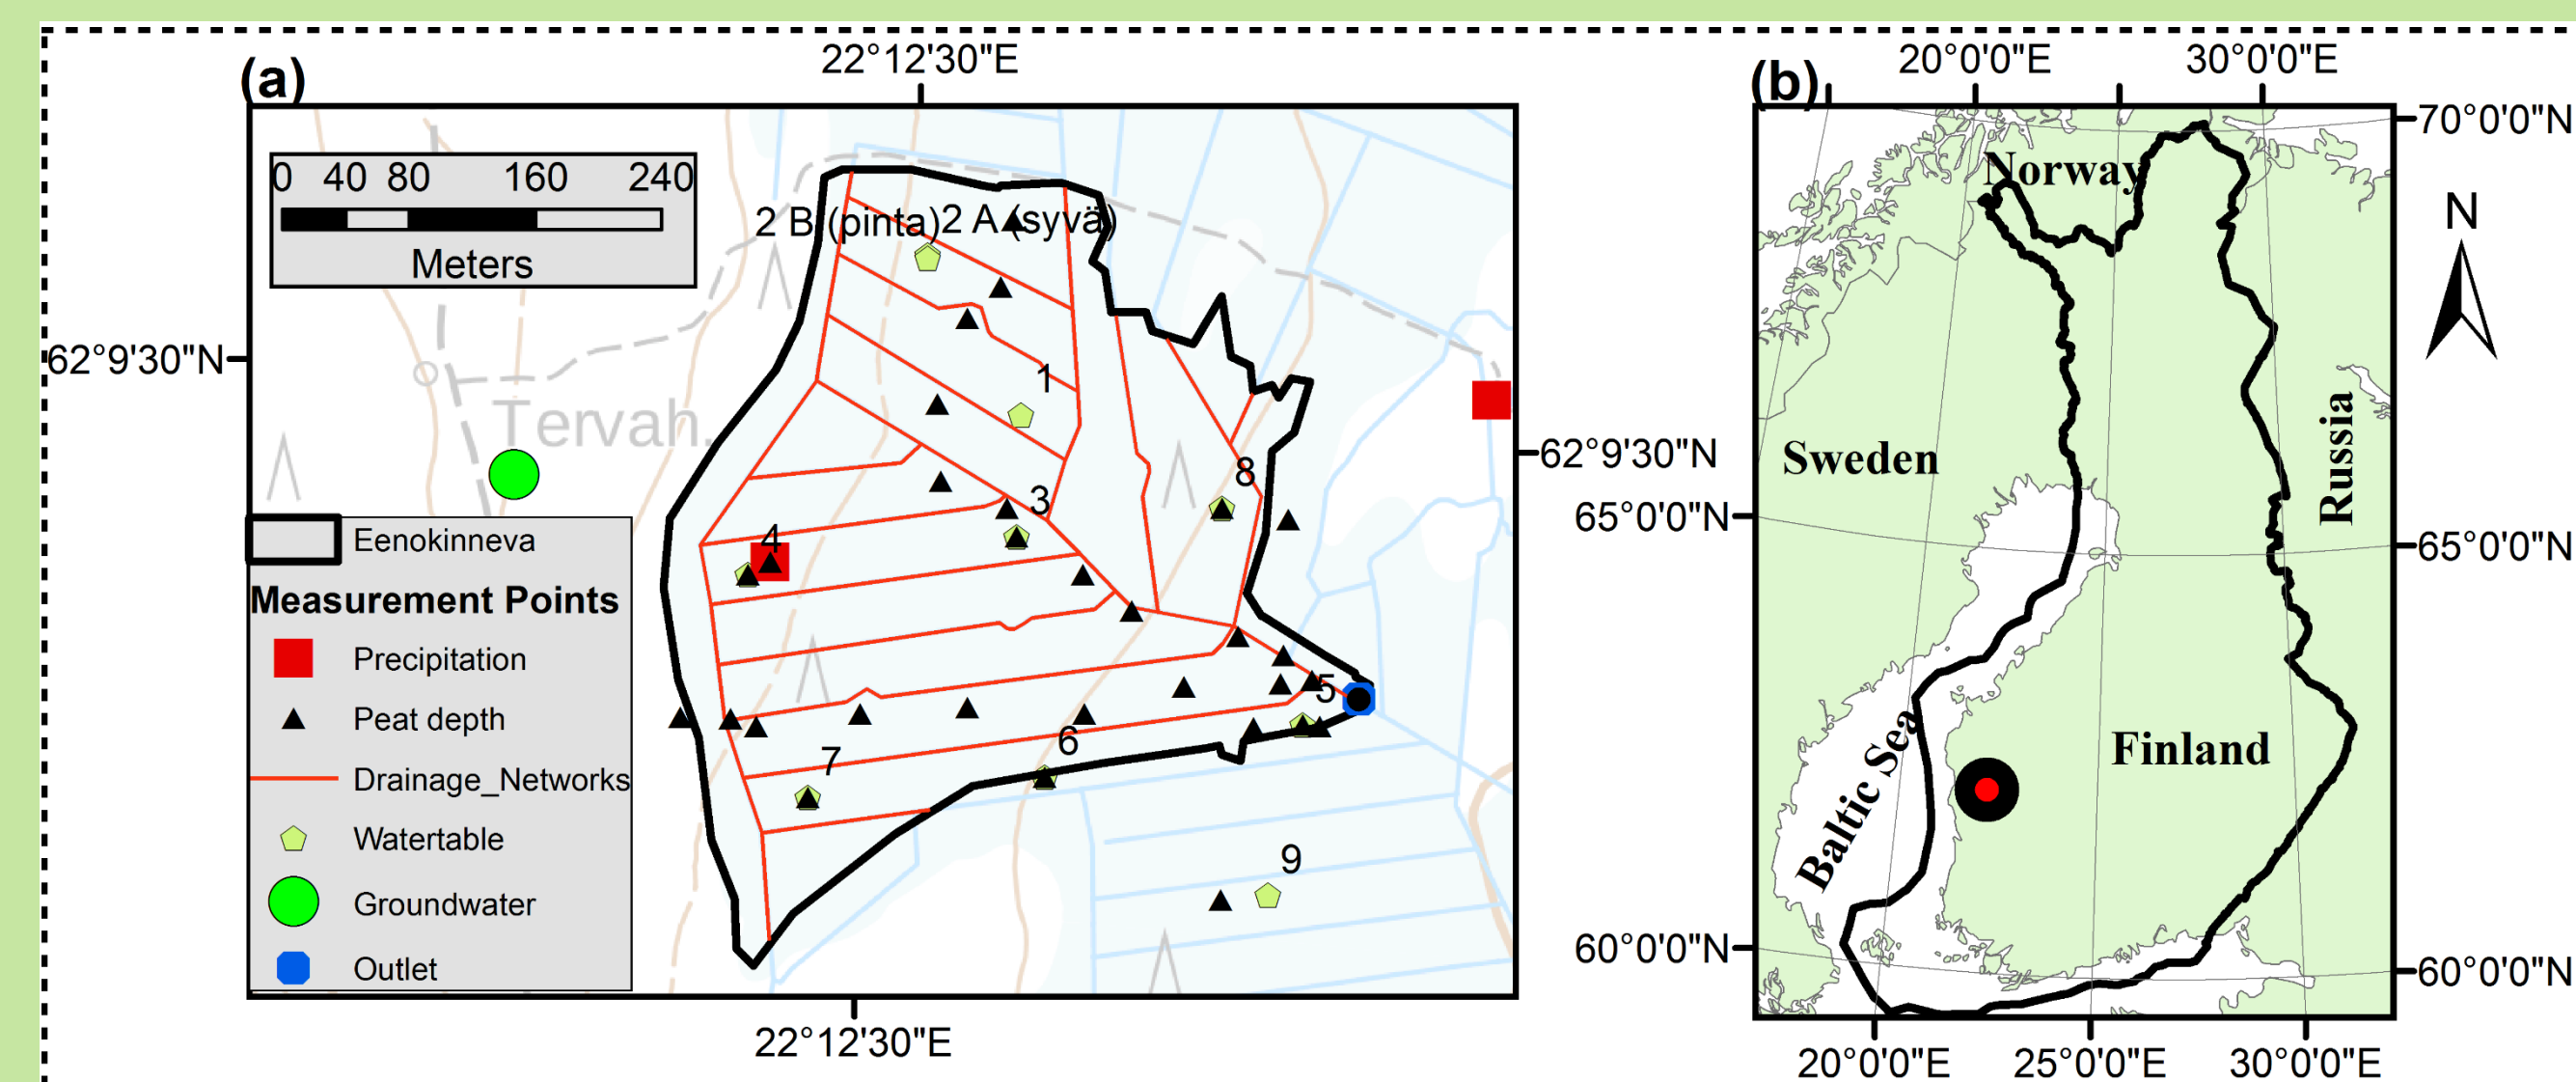 22°12'30"E
20°0'0"E 30°0'0"E
(a)
(b)
70°0'0"N
0 40 80 160 240
Meters
2 B (pinta) 2 A (syvä)
Norway
N
62°9'30"N
1
Tervah.
62°9'30"N
8
Sweden
Russia
3
65°0'0"N
4
65°0'0"N
Eenokinneva
Measurement Points
Precipitation
Peat depth
Drainage_Networks
Watertable
Groundwater
Outlet
5
6
7
9
Finland
Baltic Sea
60°0'0"N
60°0'0"N
22°12'30"E
20°0'0"E 25°0'0"E 30°0'0"E